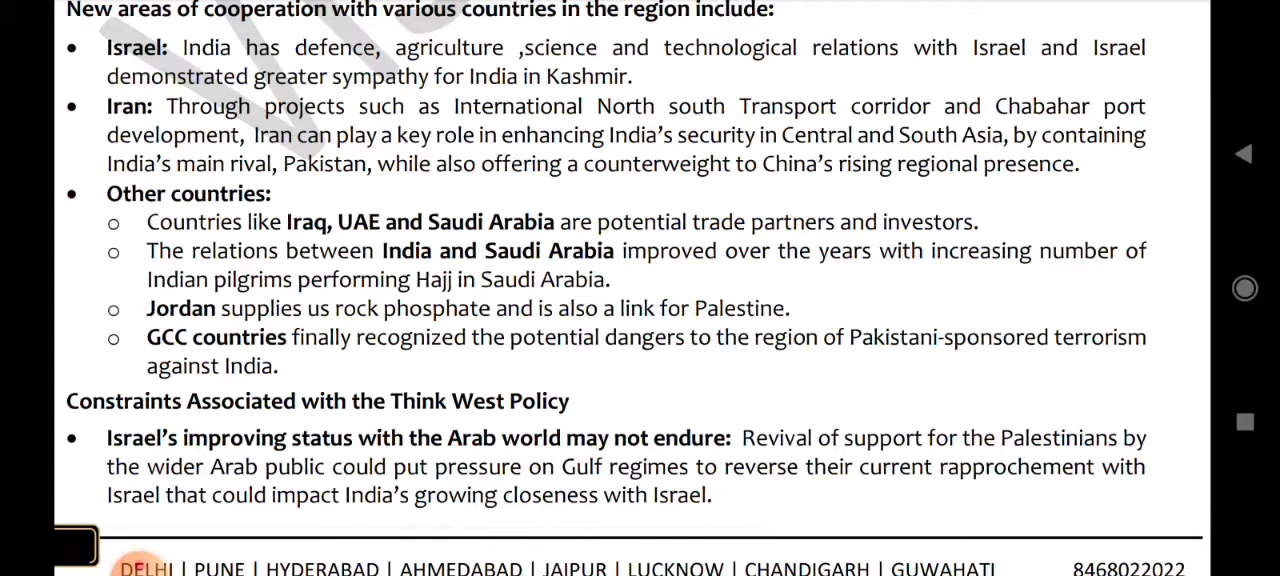 New areas of cooperation with various countries in the region include:
• Israel: India has defence, agriculture ,science and technological relations with Israel and Israel
demonstrated greater sympathy for India in Kashmir.
• Iran: Through projects such as International North south Transport corridor and Chabahar port
development, Iran can play a key role in enhancing India's security in Central and South Asia, by containing
India's main rival, Pakistan, while also offering a counterweight to China's rising regional presence.
• Other countries:
o Countries like Iraq, UAE and Saudi Arabia are potential trade partners and investors.
o The relations between India and Saudi Arabia improved over the years with increasing number of
Indian pilgrims performing Hajj in Saudi Arabia.
o Jordan supplies us rock phosphate and is also a link for Palestine.
o GCC countries finally recognized the potential dangers to the region of Pakistani-sponsored terrorism
against India.
Constraints Associated with the Think West Policy
• Israel's improving status with the Arab world may not endure: Revival of support for the Palestinians by
the wider Arab public could put pressure on Gulf regimes to reverse their current rapprochement with
Israel that could impact India's growing closeness with Israel.
DELHI | PUNE | HYDERABAD | AHMEDABAD | JAIPUR | LUCKNOW | CHANDIGARH | GUWAHATI 8468022022